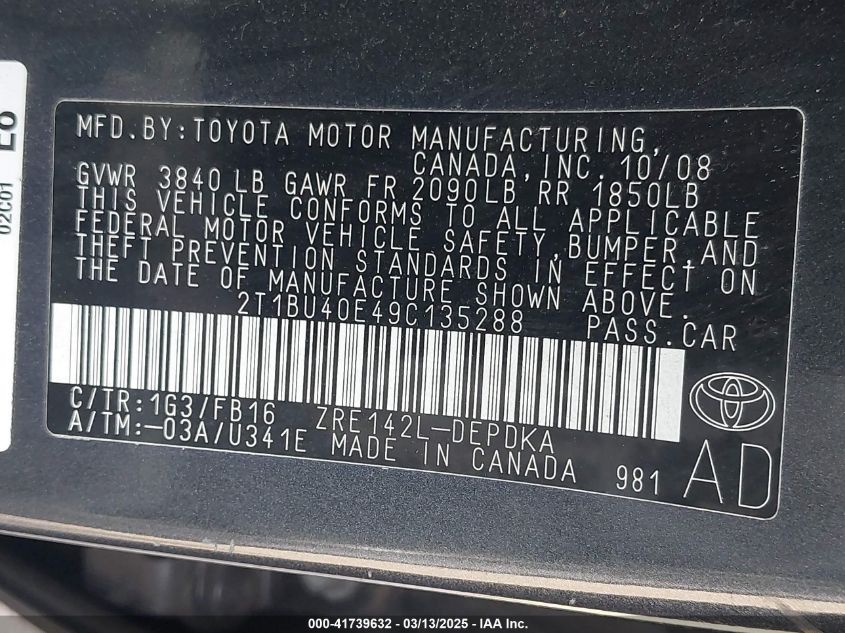 MFD.BY:TOYOTA MOTOR MANUFACTURING,
CANADA,INC. 10/08
GVWR 3840 LB GAWR FR 2090LB RR 1850LB
THIS VEHICLE CONFORMS TO ALL APPLICABLE
FEDERAL MOTOR VEHICLE SAFETY,BUMPER,AND
THEFT PREVENTION STANDARDS IN EFFECT ON
THE DATE OF MANUFACTURE SHOWN ABOVE.
2T1BU40E49C135288 PASS.CAR
C/TR:1G3/FB16 ZRE142L-DEPDKA
A/TM:-03A/U341E MADE IN CANADA 981 AD
02C01
000-41739632 - 03/13/2025 - IAA Inc.